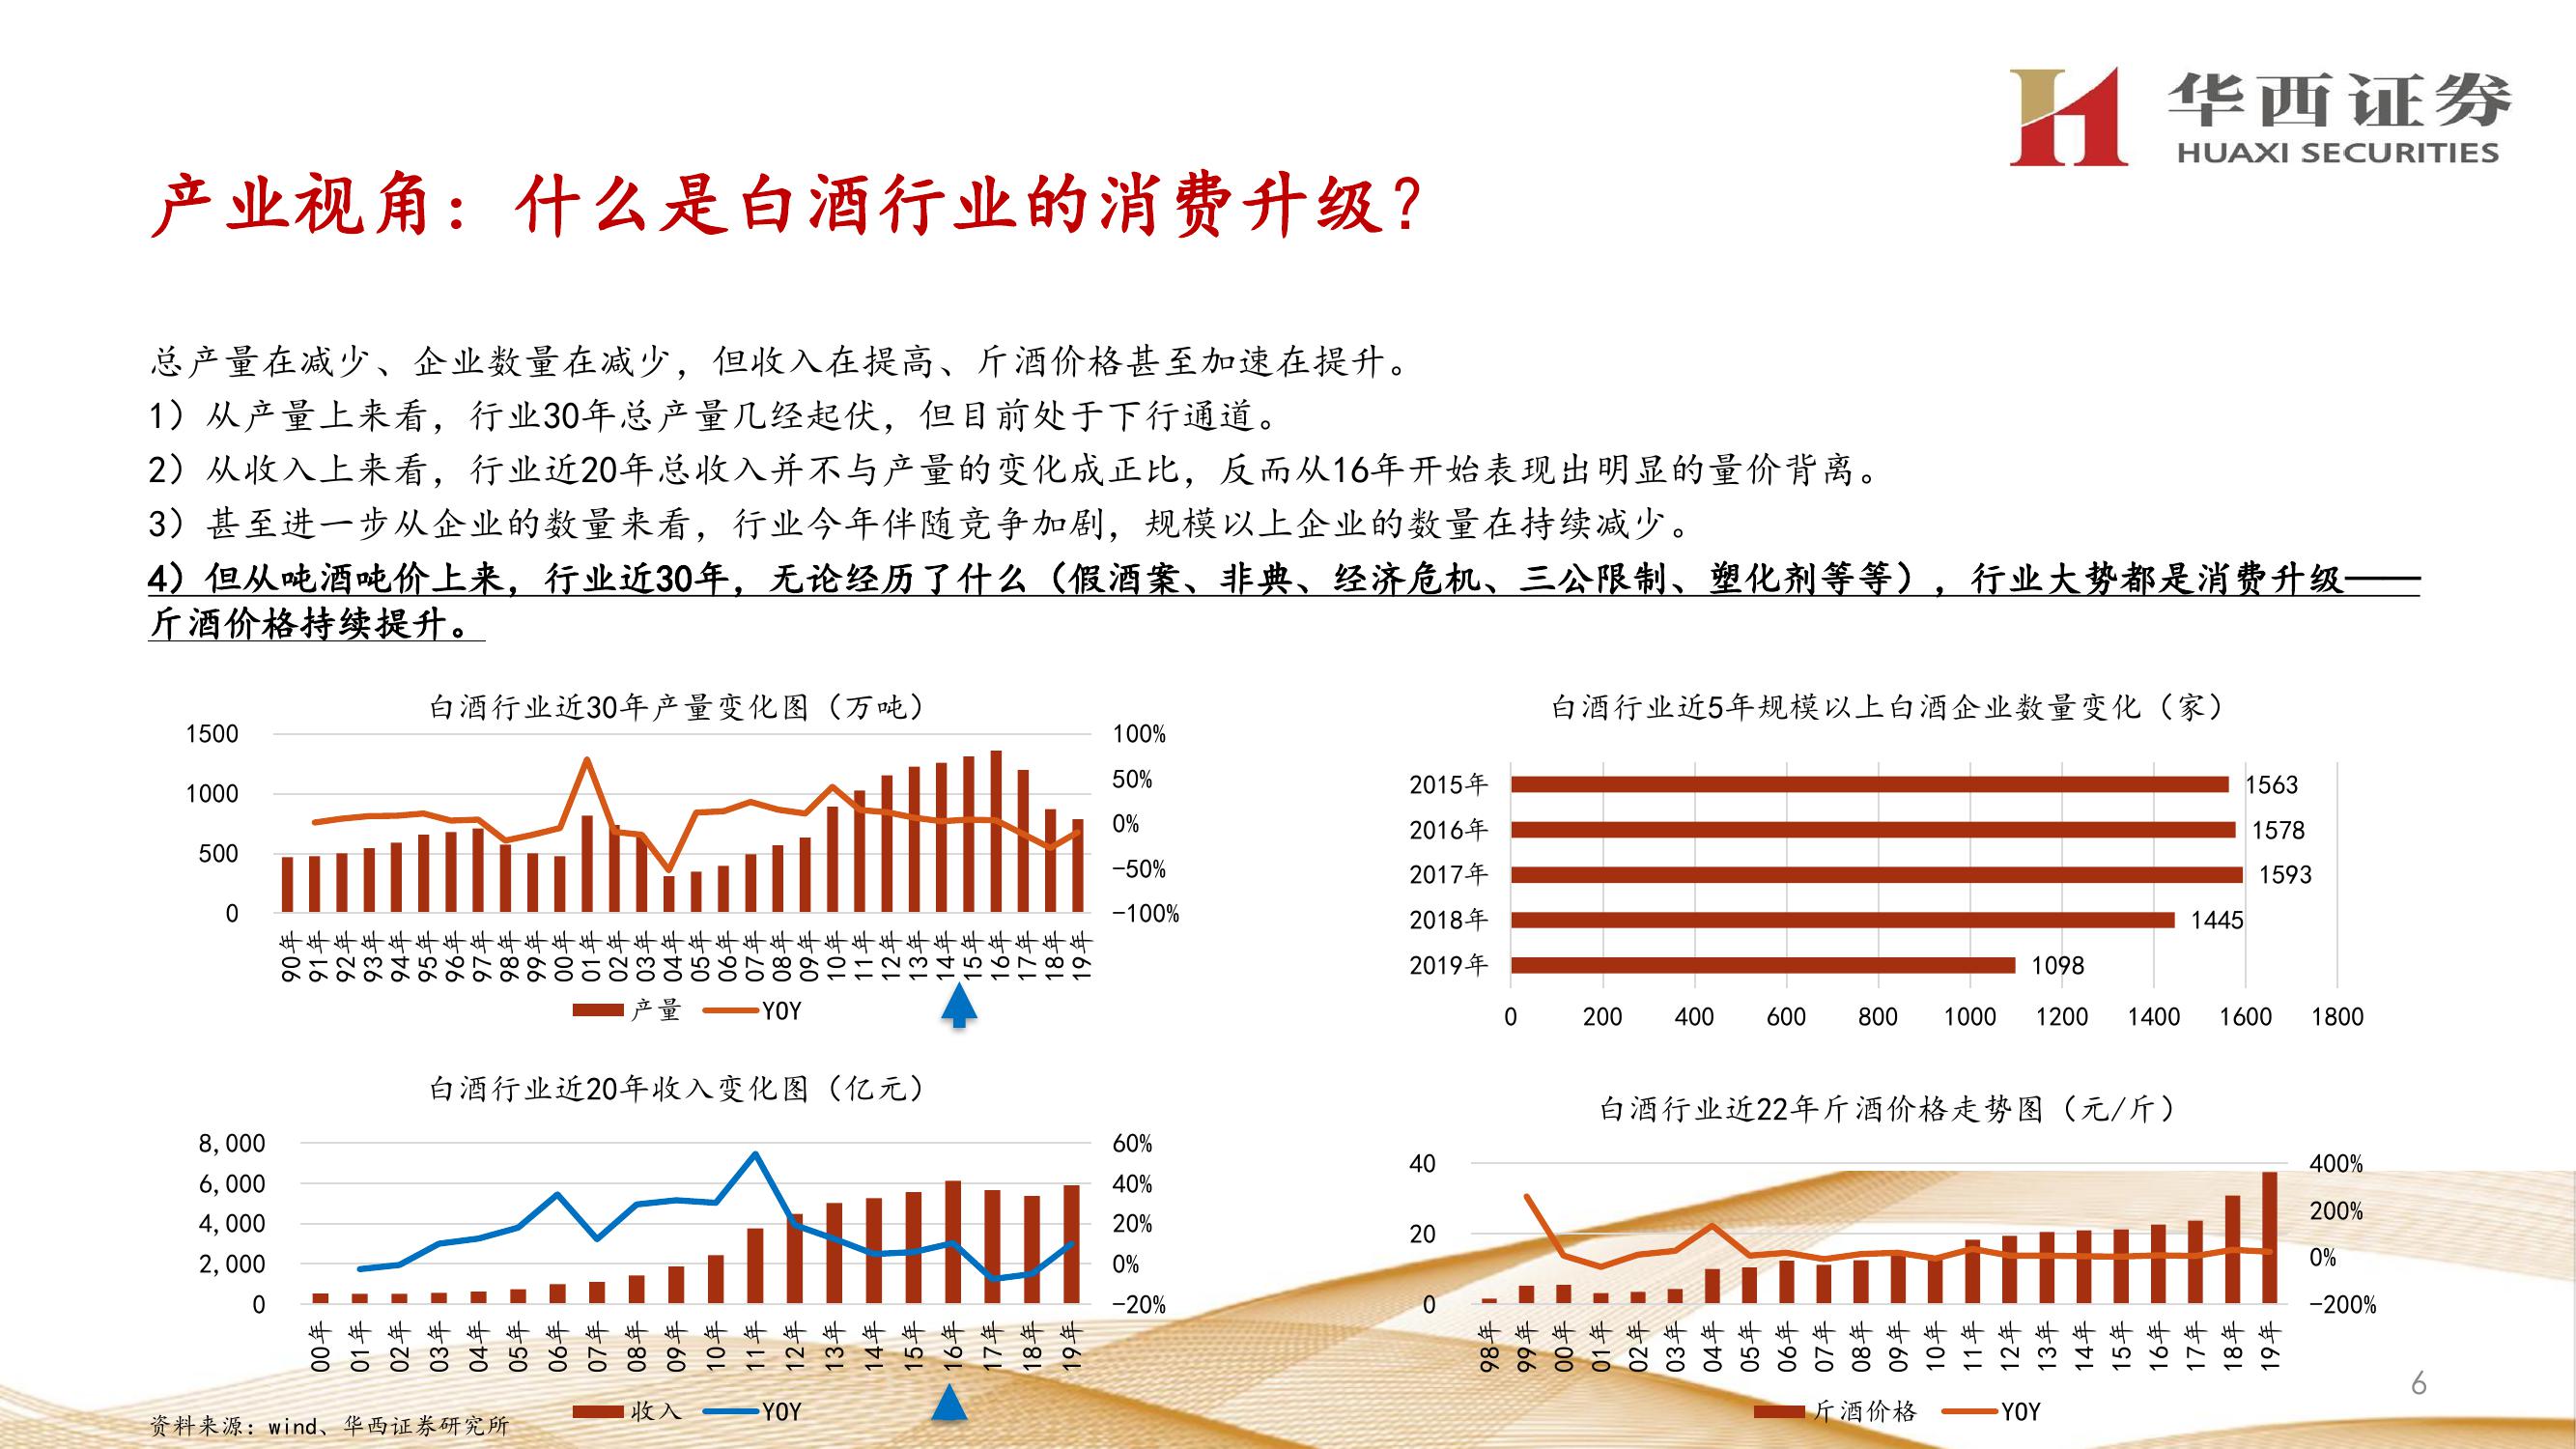 华西证券
HUAXI SECURITIES
产业视角：什么是白酒行业的消费升级？
总产量在减少、企业数量在减少，但收入在提高、斤酒价格甚至加速在提升。
1）从产量上来看，行业30年总产量几经起伏，但目前处于下行通道。
2）从收入上来看，行业近20年总收入并不与产量的变化成正比，反而从16年开始表现出明显的量价背离。
3）甚至进一步从企业的数量来看，行业今年伴随竞争加剧，规模以上企业的数量在持续减少。
4）但从吨酒吨价上来，行业近30年，无论经历了什么（假酒案、非典、经济危机、三公限制、塑化剂等等），行业大势都是消费升级——
斤酒价格持续提升。
白酒行业近30年产量变化图（万吨）
1500
1000
500
0
100%
50%
0%
-50%
-100%
90年 91年 92年 93年 94年 95年 96年 97年 98年 99年 00年 01年 02年 03年 04年 05年 06年 07年 08年 09年 10年 11年 12年 13年 14年 15年 16年 17年 18年 19年
产量 YOY
白酒行业近5年规模以上白酒企业数量变化（家）
2015年 1563
2016年 1578
2017年 1593
2018年 1445
2019年 1098
0 200 400 600 800 1000 1200 1400 1600 1800
白酒行业近20年收入变化图（亿元）
8,000
6,000
4,000
2,000
0
60%
40%
20%
0%
-20%
00年 01年 02年 03年 04年 05年 06年 07年 08年 09年 10年 11年 12年 13年 14年 15年 16年 17年 18年 19年
收入 YOY
白酒行业近22年斤酒价格走势图（元/斤）
40
20
0
400%
200%
0%
-200%
98年 99年 00年 01年 02年 03年 04年 05年 06年 07年 08年 09年 10年 11年 12年 13年 14年 15年 16年 17年 18年 19年
斤酒价格 YOY
资料来源：wind、华西证券研究所
6